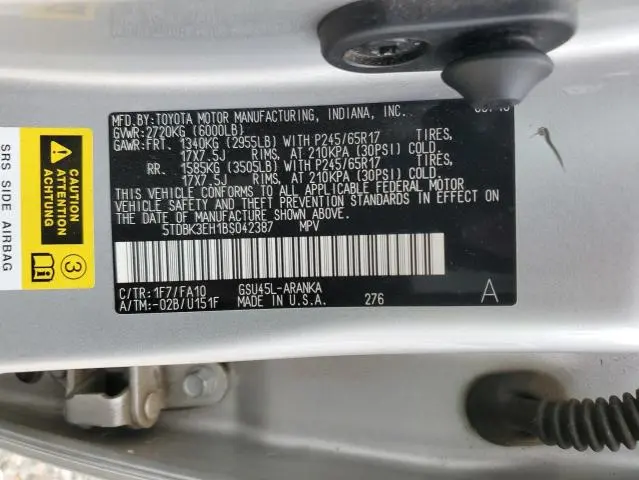 MFD.BY:TOYOTA MOTOR MANUFACTURING, INDIANA, INC.
GVWR:2720KG (6000LB)
GAWR:FRT. 1340KG (2955LB) WITH P245/65R17 TIRES,
17X7.5J RIMS, AT 210KPA (30PSI) COLD.
RR. 1585KG (3505LB) WITH P245/65R17 TIRES,
17X7.5J RIMS, AT 210KPA (30PSI) COLD.
THIS VEHICLE CONFORMS TO ALL APPLICABLE FEDERAL MOTOR
VEHICLE SAFETY AND THEFT PREVENTION STANDARDS IN EFFECT ON
THE DATE OF MANUFACTURE SHOWN ABOVE.
5TDBK3EH1BS042387 MPV
C/TR:1F7/FA10 GSU45L-ARANKA
A/TM:-02B/U151F MADE IN U.S.A. 276 A
SRS SIDE AIRBAG
CAUTION
ATTENTION
ACHTUNG
3